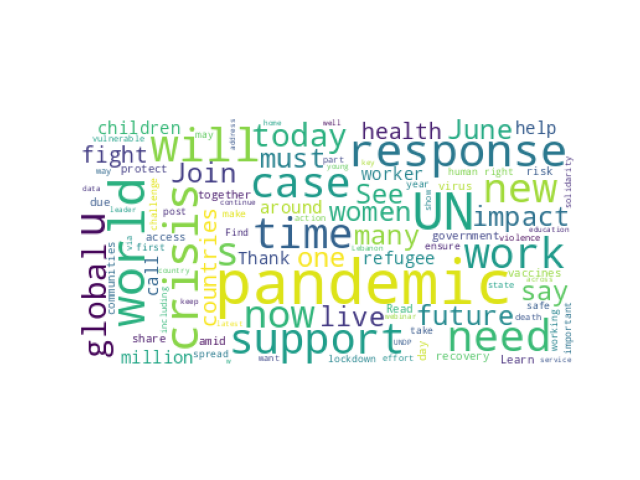 children
vulnerable
may
home
address
well
part
young
key
health
June
help
will
today
response
solidarity
fight
way
protect
Join
must
worker
human right
risk
data
due
challenge
together
case
See
year
virus
new
continue
Leader
post
make
around
women
show
UN
impact
u
world
crisis
via
access
first
action
time
many
government
violence
education
communities
call
country
countries
s
Find
Thank
one
refugee
ensure
work
vaccines
across
including
pandemic
state
say
global
keep
latest
now
live
Read
webinar
future
safe
death
share
amid
support
UNDP
take
day
need
working
important
million
spread
w
want
lockdown
effort
recovery
Learn
service
Lebanon